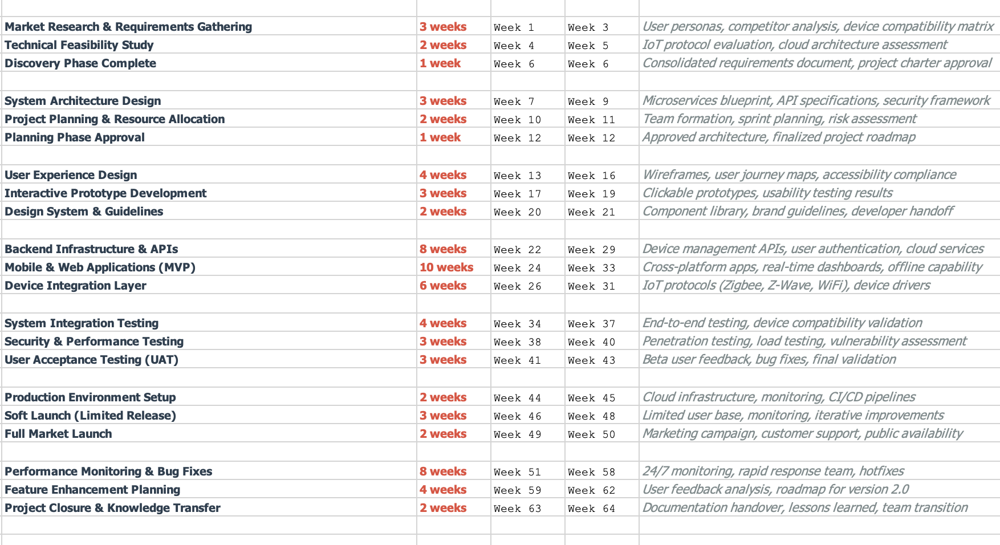 Market Research & Requirements Gathering 3 weeks Week 1 Week 3 User personas, competitor analysis, device compatibility matrix
Technical Feasibility Study 2 weeks Week 4 Week 5 IoT protocol evaluation, cloud architecture assessment
Discovery Phase Complete 1 week Week 6 Week 6 Consolidated requirements document, project charter approval
System Architecture Design 3 weeks Week 7 Week 9 Microservices blueprint, API specifications, security framework
Project Planning & Resource Allocation 2 weeks Week 10 Week 11 Team formation, sprint planning, risk assessment
Planning Phase Approval 1 week Week 12 Week 12 Approved architecture, finalized project roadmap
User Experience Design 4 weeks Week 13 Week 16 Wireframes, user journey maps, accessibility compliance
Interactive Prototype Development 3 weeks Week 17 Week 19 Clickable prototypes, usability testing results
Design System & Guidelines 2 weeks Week 20 Week 21 Component library, brand guidelines, developer handoff
Backend Infrastructure & APIs 8 weeks Week 22 Week 29 Device management APIs, user authentication, cloud services
Mobile & Web Applications (MVP) 10 weeks Week 24 Week 33 Cross-platform apps, real-time dashboards, offline capability
Device Integration Layer 6 weeks Week 26 Week 31 IoT protocols (Zigbee, Z-Wave, WiFi), device drivers
System Integration Testing 4 weeks Week 34 Week 37 End-to-end testing, device compatibility validation
Security & Performance Testing 3 weeks Week 38 Week 40 Penetration testing, load testing, vulnerability assessment
User Acceptance Testing (UAT) 3 weeks Week 41 Week 43 Beta user feedback, bug fixes, final validation
Production Environment Setup 2 weeks Week 44 Week 45 Cloud infrastructure, monitoring, CI/CD pipelines
Soft Launch (Limited Release) 3 weeks Week 46 Week 48 Limited user base, monitoring, iterative improvements
Full Market Launch 2 weeks Week 49 Week 50 Marketing campaign, customer support, public availability
Performance Monitoring & Bug Fixes 8 weeks Week 51 Week 58 24/7 monitoring, rapid response team, hotfixes
Feature Enhancement Planning 4 weeks Week 59 Week 62 User feedback analysis, roadmap for version 2.0
Project Closure & Knowledge Transfer 2 weeks Week 63 Week 64 Documentation handover, lessons learned, team transition